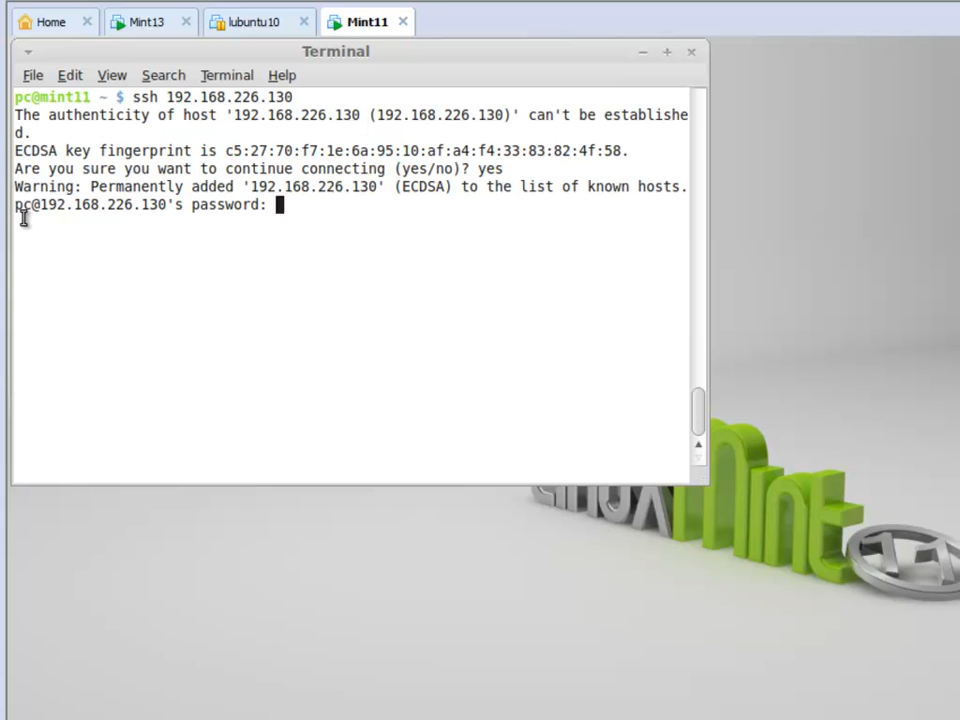 Home Mint13 lubuntu10 Mint11
Terminal
File Edit View Search Terminal Help
pc@mint11 ~ $ ssh 192.168.226.130
The authenticity of host '192.168.226.130 (192.168.226.130)' can't be establishe
d.
ECDSA key fingerprint is c5:27:70:f7:1e:6a:95:10:af:a4:f4:33:83:82:4f:58.
Are you sure you want to continue connecting (yes/no)? yes
Warning: Permanently added '192.168.226.130' (ECDSA) to the list of known hosts.
pc@192.168.226.130's password:
Linux Mint 11